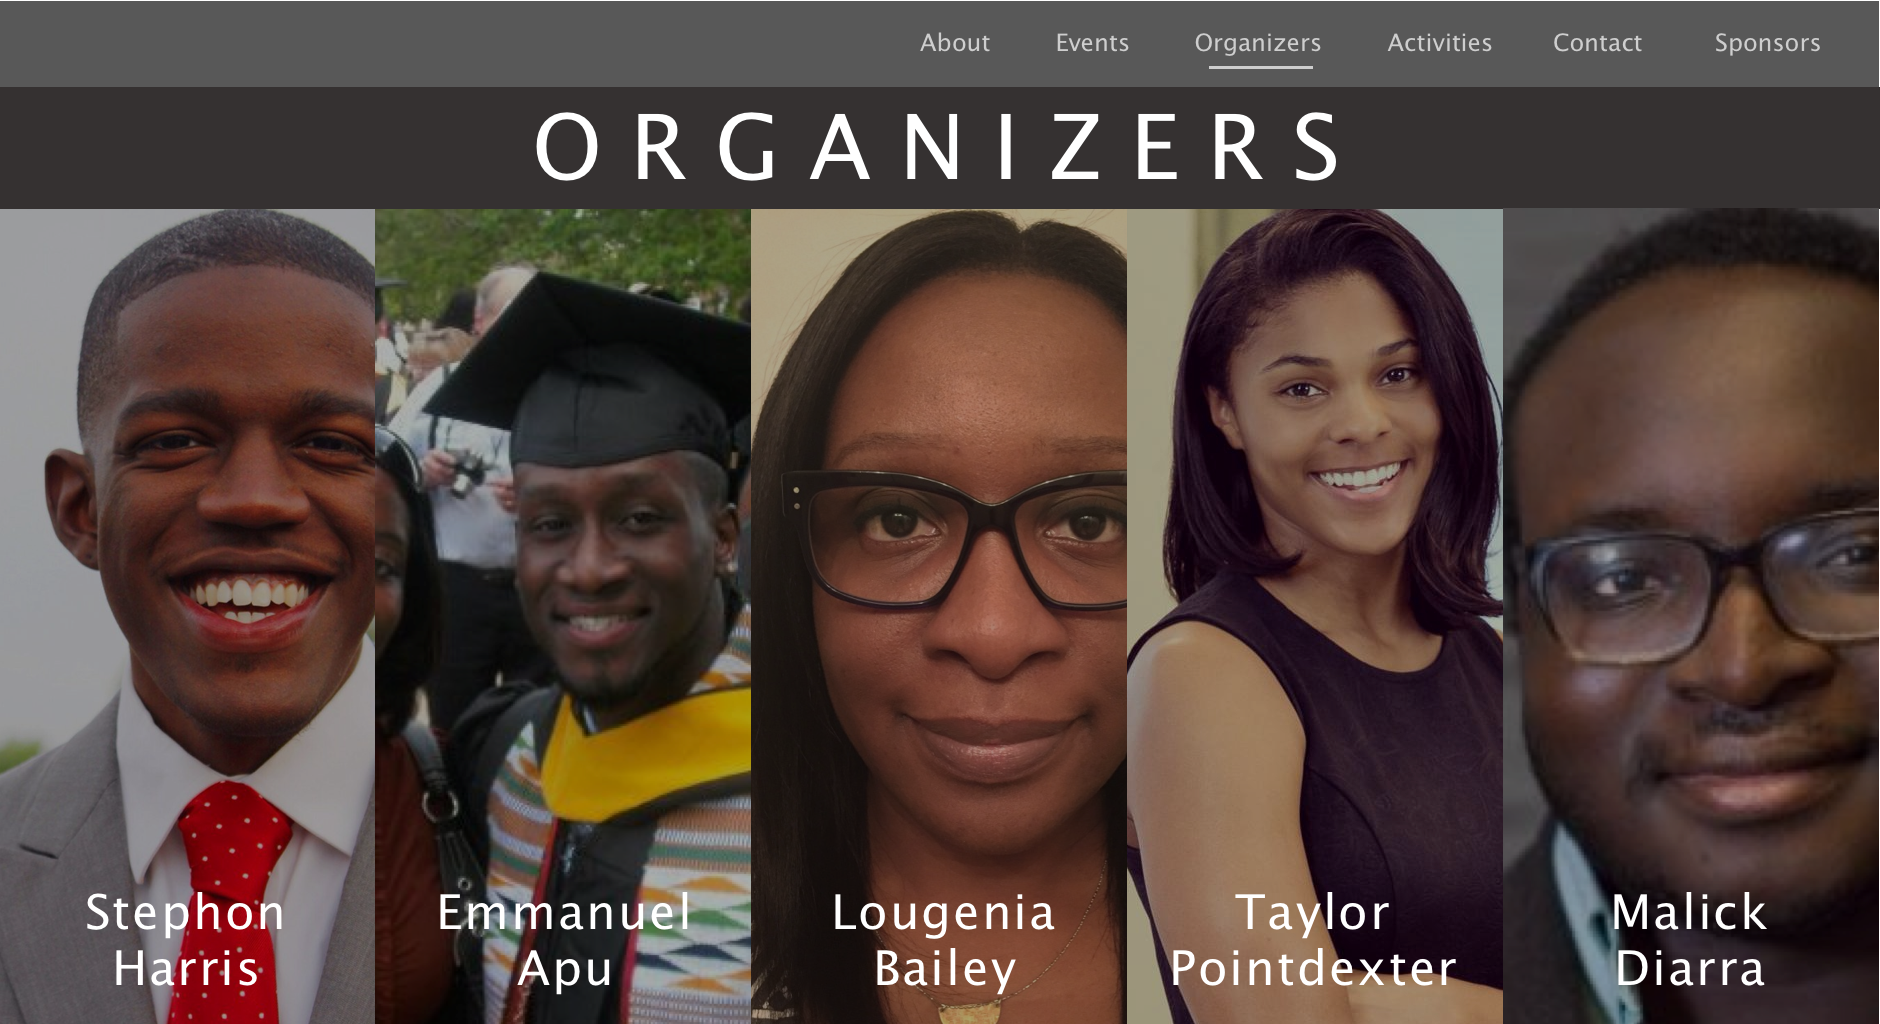 About Events Organizers Activities Contact Sponsors
ORGANIZERS
Stephon
Harris
Emmanuel
Apu
Lougenia
Bailey
Taylor
Pointdexter
Malick
Diarra